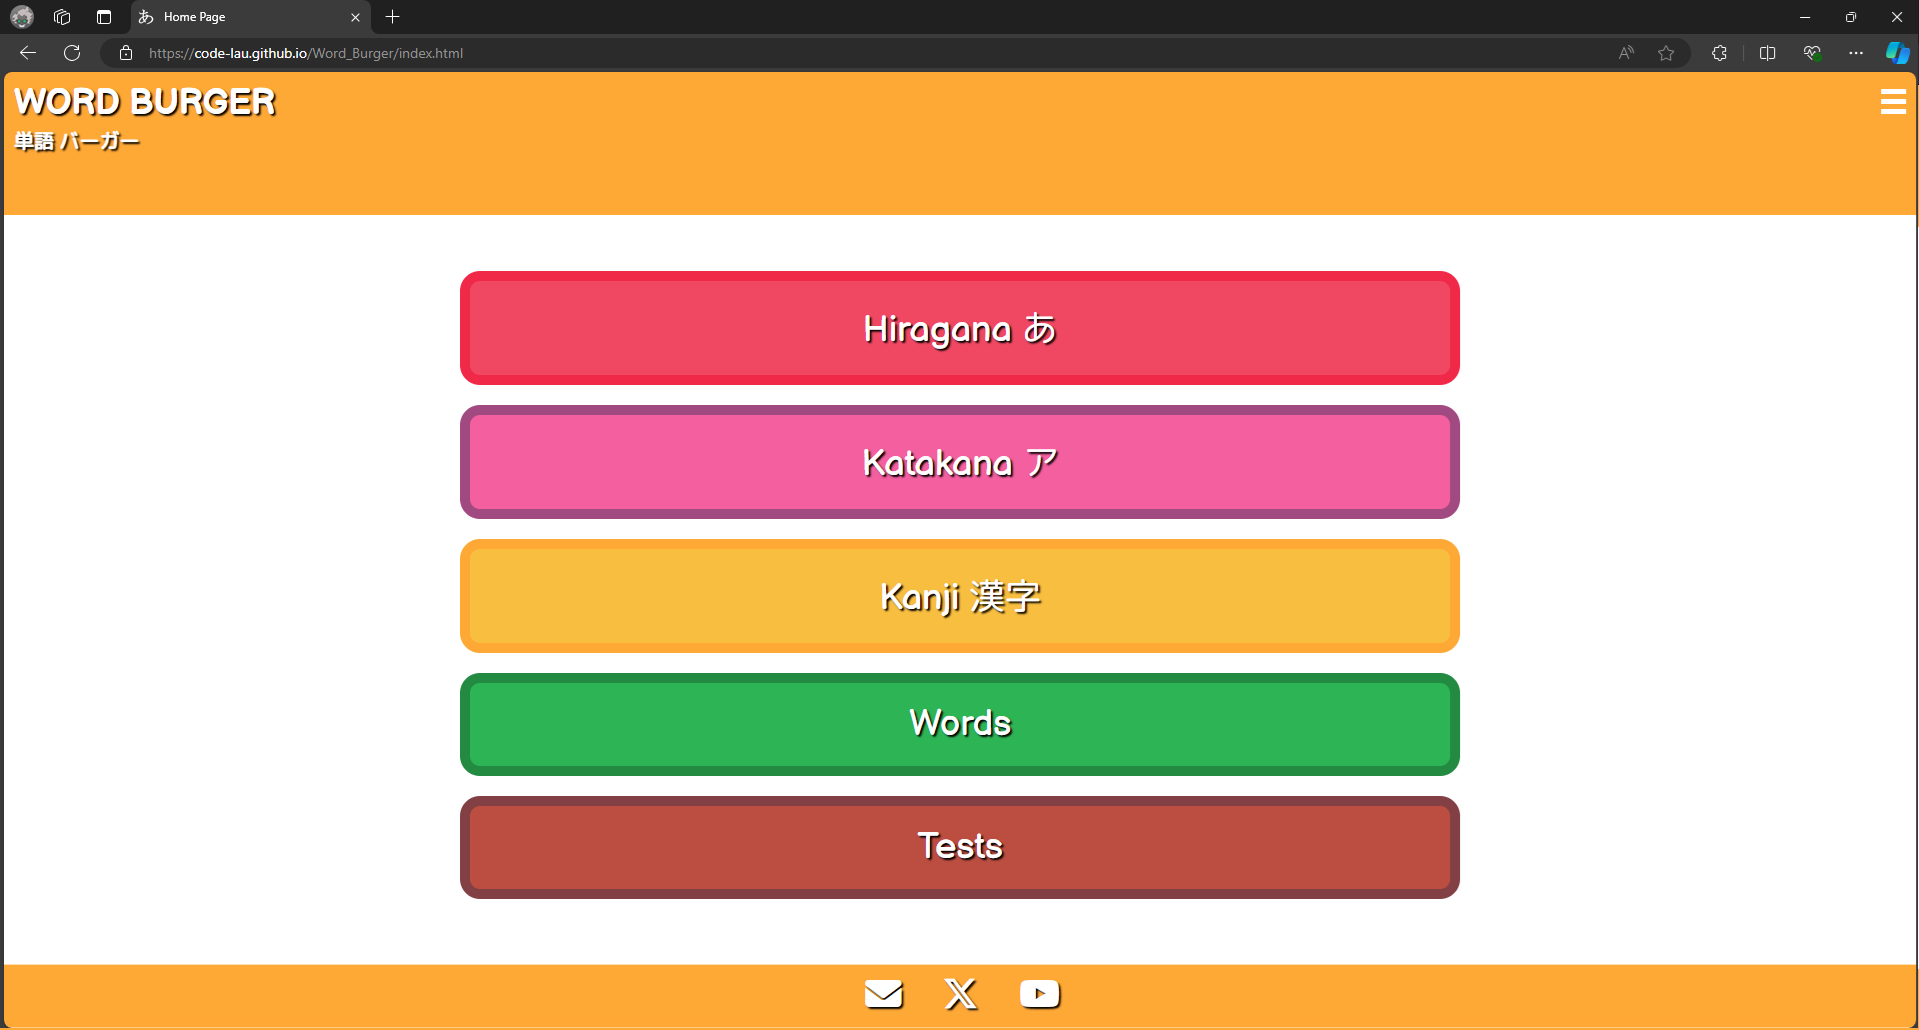 あ Home Page
https://code-lau.github.io/Word_Burger/index.html
WORD BURGER
単語 バーガー
Hiragana あ
Katakana ア
Kanji 漢字
Words
Tests